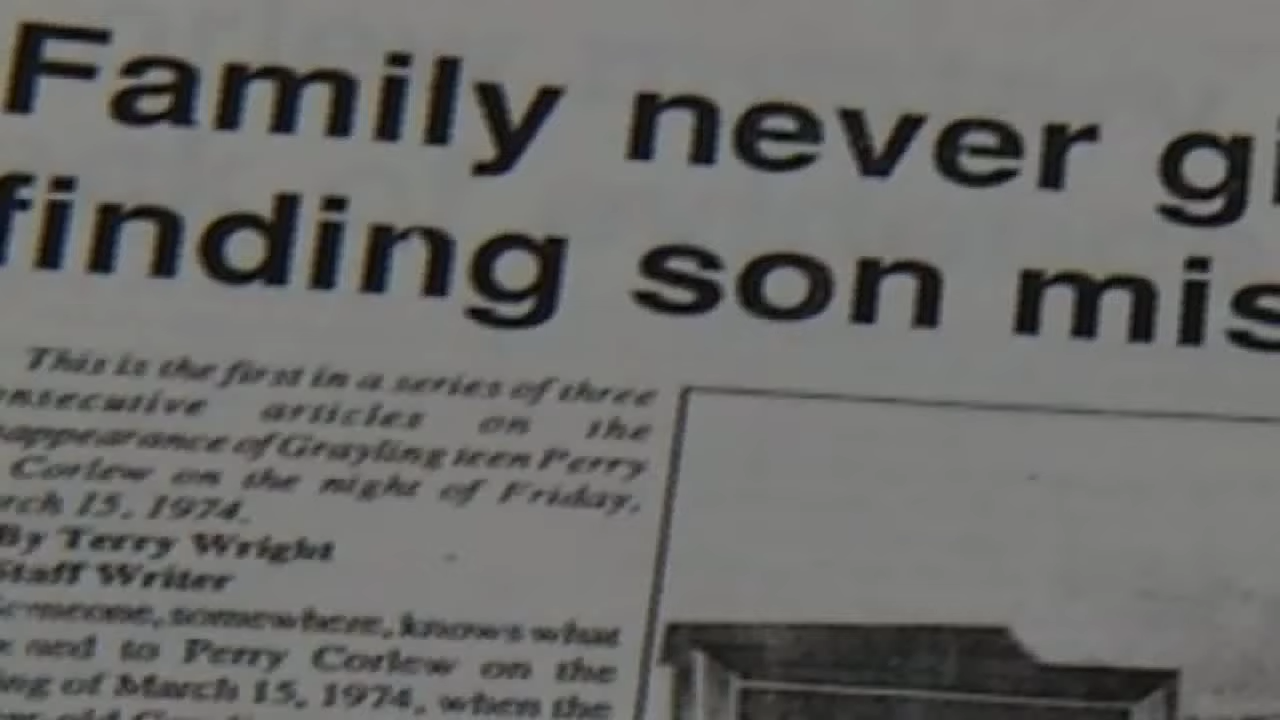 Family never gi
finding son mis
This is the first in a series of three
onsecutive articles on the
appearance of Grayling teen Perry
Corlew on the night of Friday,
rch 15, 1974.
By Terry Wright
Staff Writer
Someone, somewhere, knows what
ned to Perry Corlew on the
ing of March 15, 1974, when the